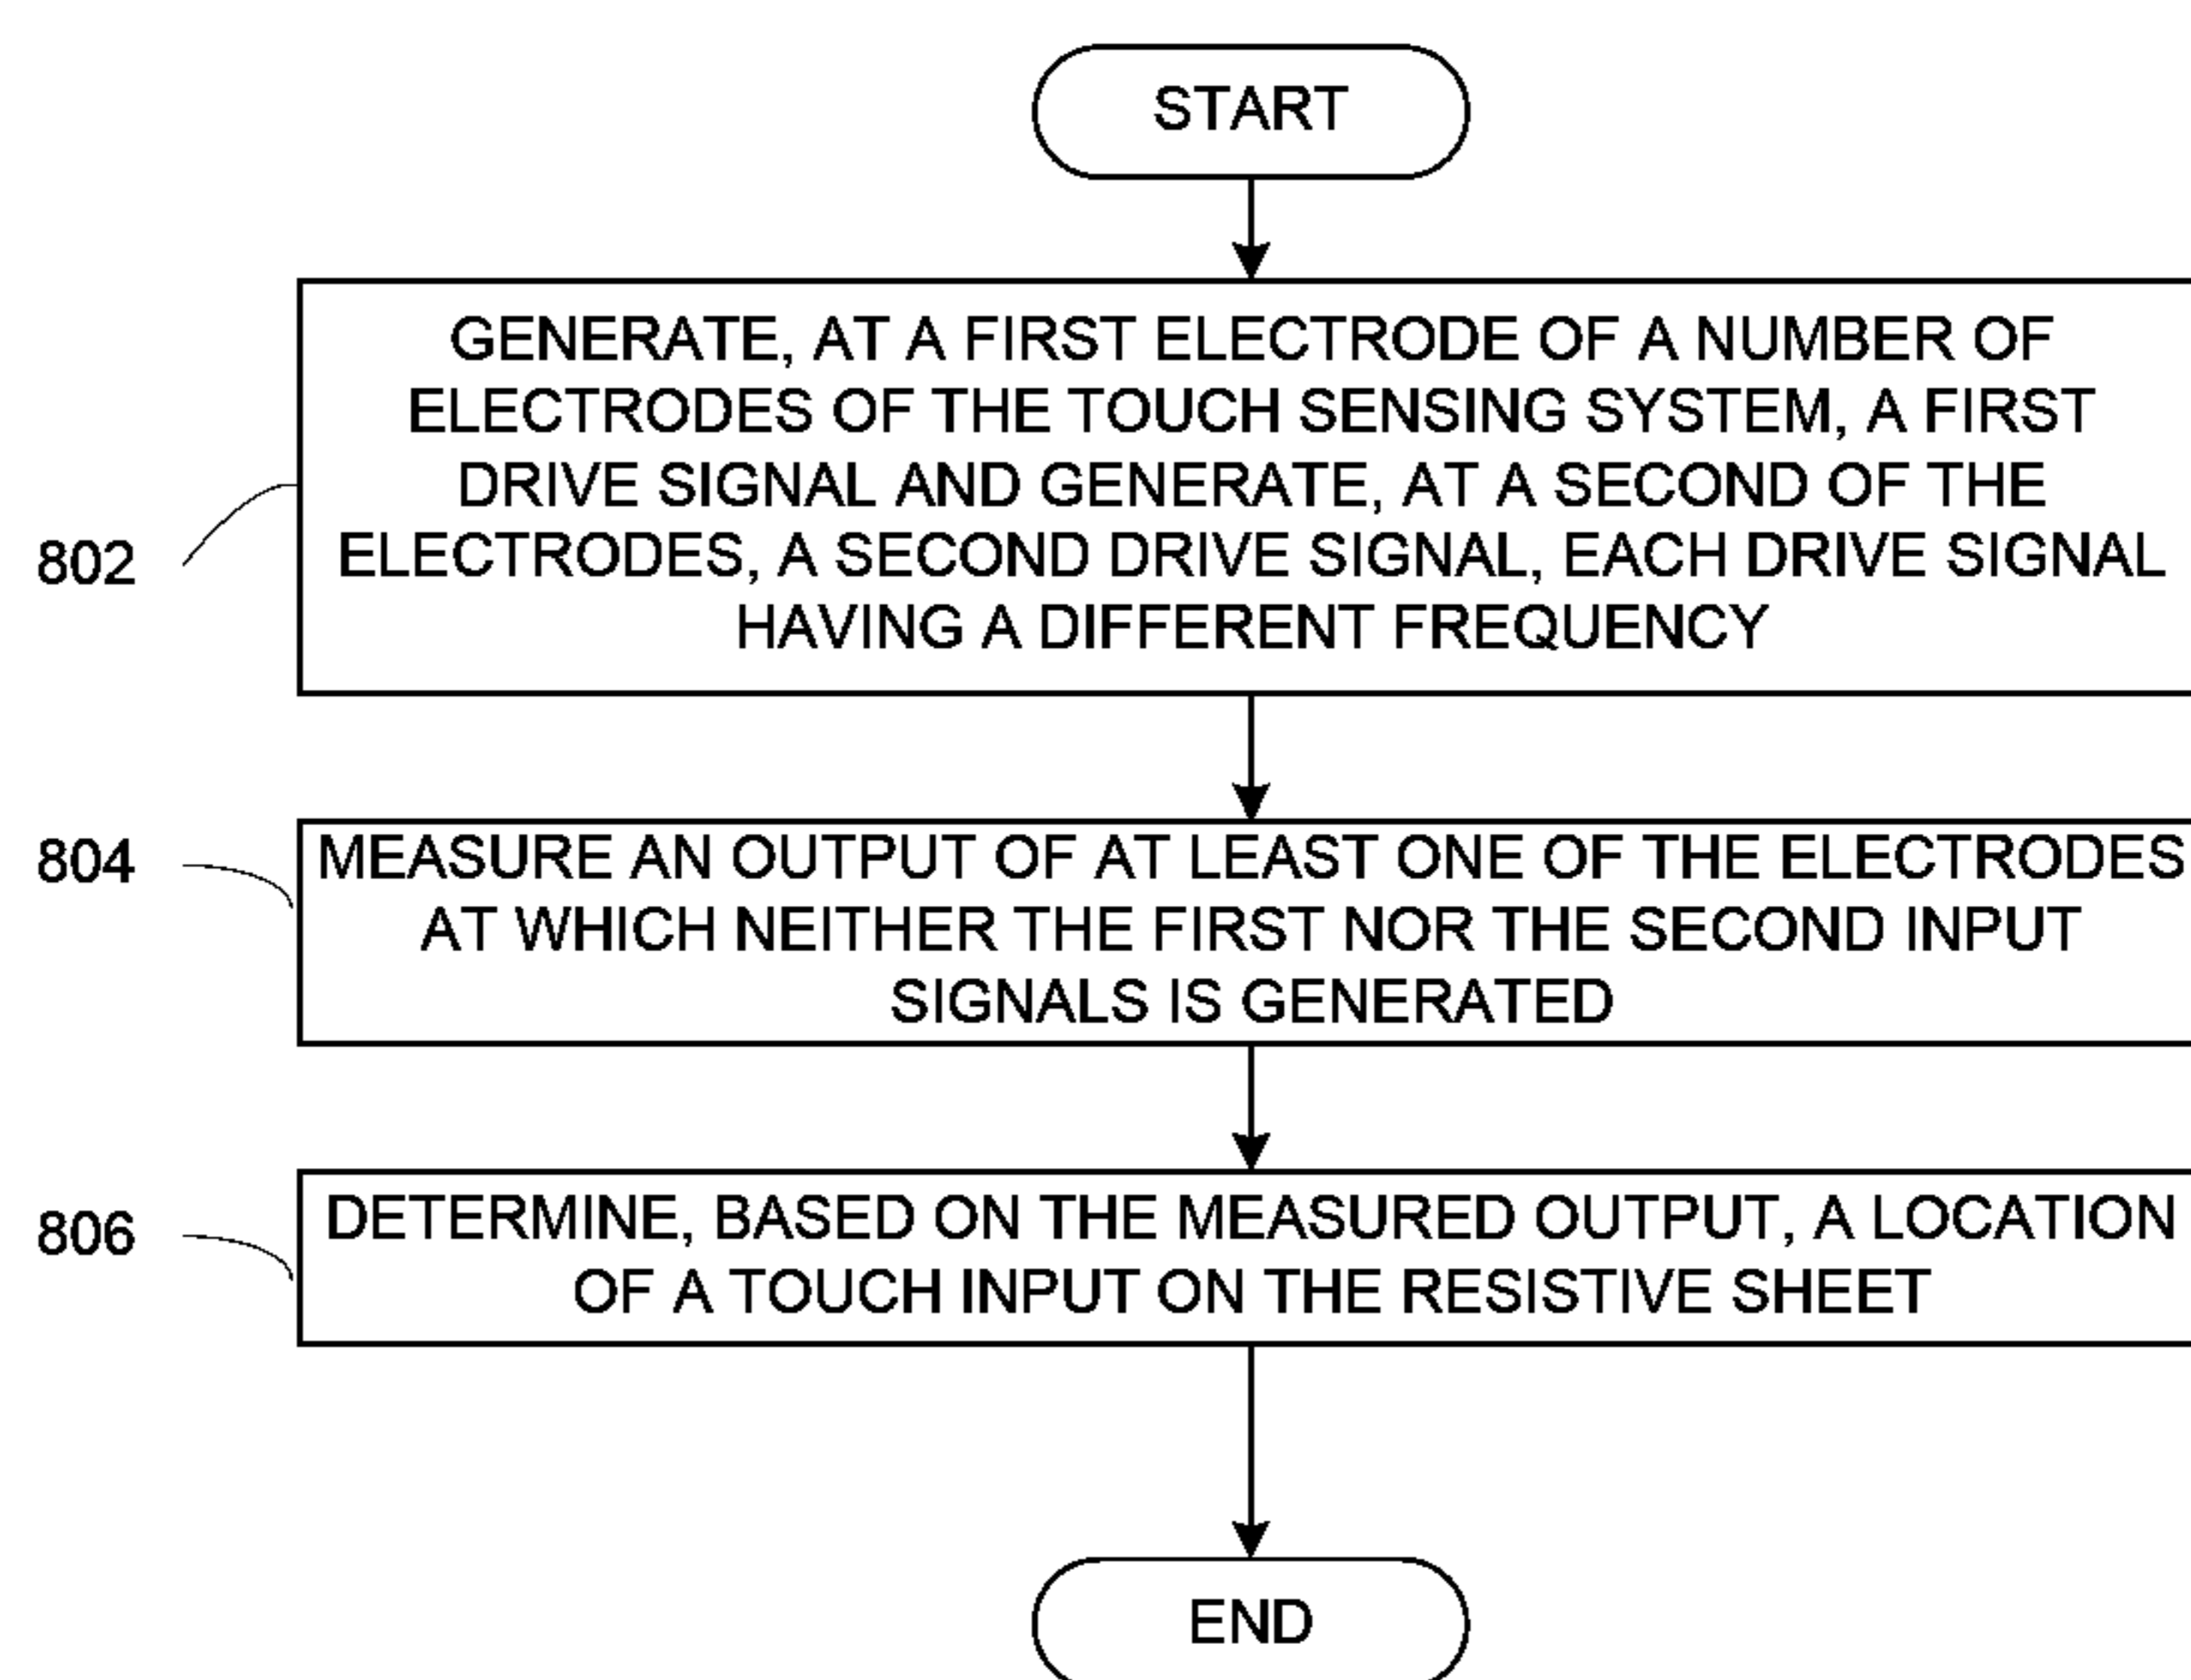 START
GENERATE, AT A FIRST ELECTRODE OF A NUMBER OF
ELECTRODES OF THE TOUCH SENSING SYSTEM, A FIRST
DRIVE SIGNAL AND GENERATE, AT A SECOND OF THE
ELECTRODES, A SECOND DRIVE SIGNAL, EACH DRIVE SIGNAL
HAVING A DIFFERENT FREQUENCY
802
804
MEASURE AN OUTPUT OF AT LEAST ONE OF THE ELECTRODES
AT WHICH NEITHER THE FIRST NOR THE SECOND INPUT
SIGNALS IS GENERATED
806
DETERMINE, BASED ON THE MEASURED OUTPUT, A LOCATION
OF A TOUCH INPUT ON THE RESISTIVE SHEET
END